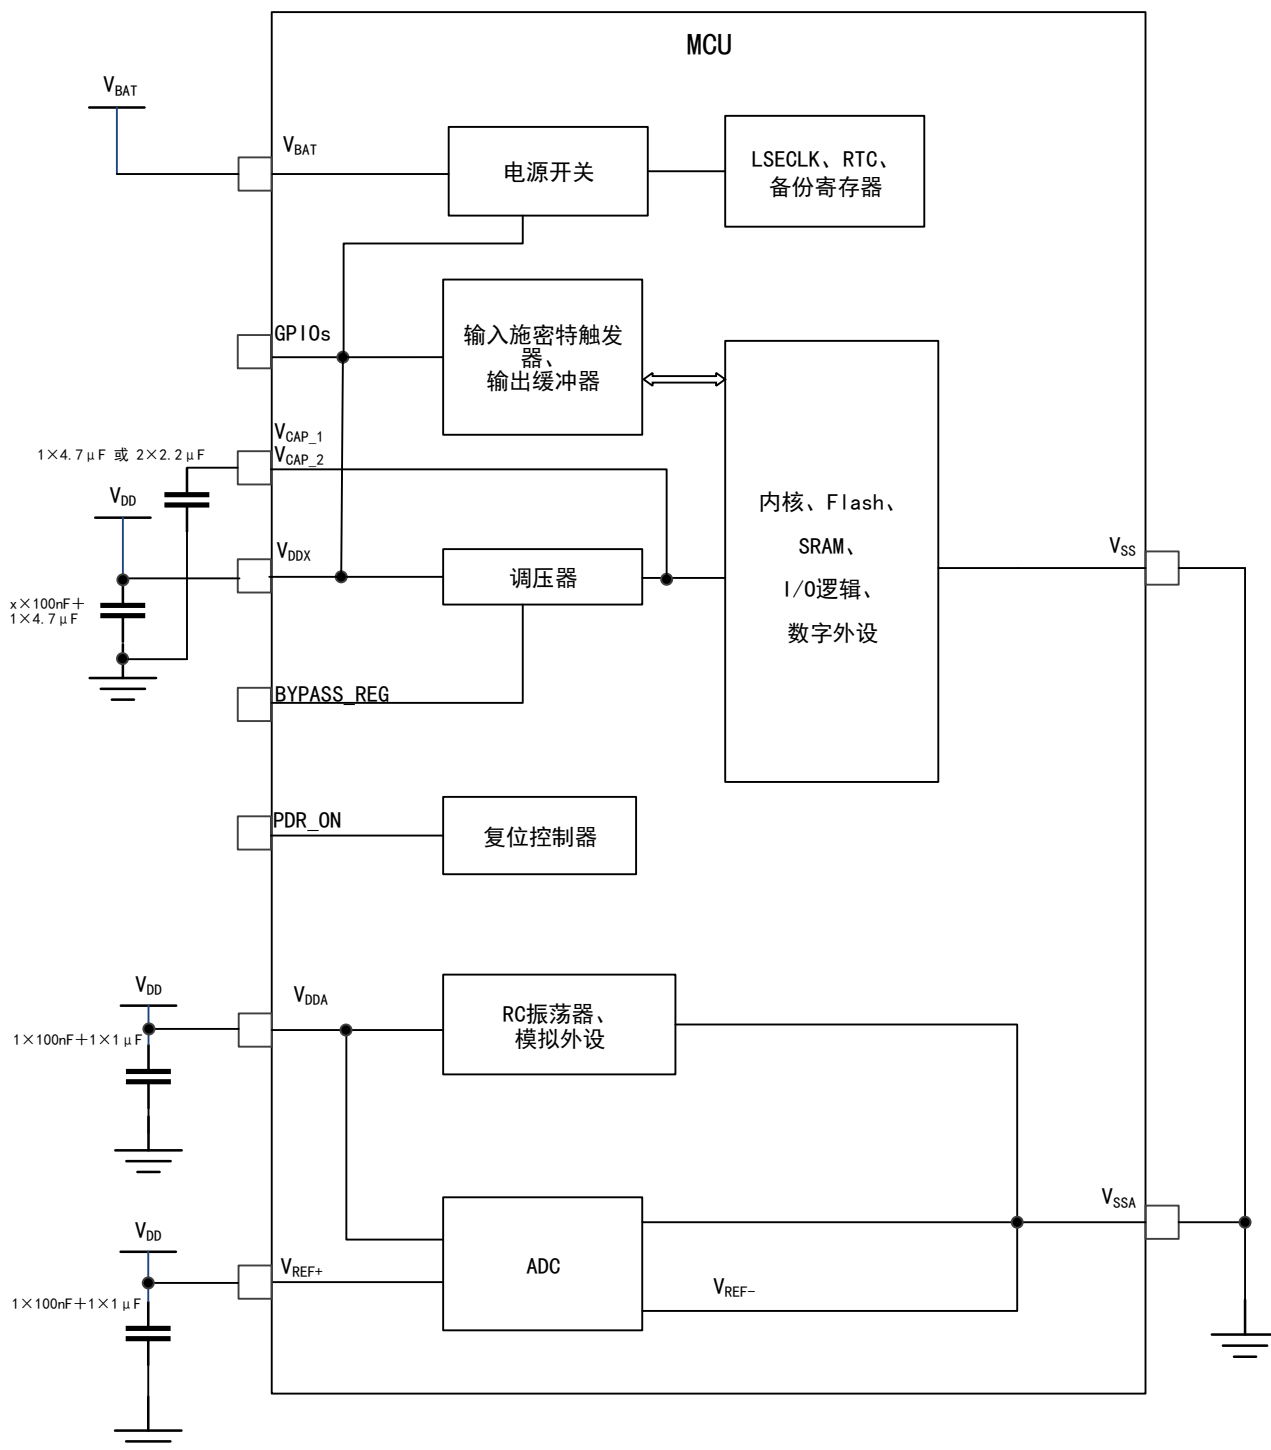 MCU
VBAT
VBAT
电源开关
LSECLK、RTC、
备份寄存器
GPIOs
输入施密特触发
器、
输出缓冲器
VCAP_1
VCAP_2
1×4.7μF 或 2×2.2μF
VDD
内核、Flash、
SRAM、
I/O逻辑、
数字外设
VSS
VDDX
调压器
x×100nF+
1×4.7μF
BYPASS_REG
PDR_ON
复位控制器
VDD
VDDA
RC振荡器、
模拟外设
1×100nF+1×1μF
VSSA
VDD
VREF+
ADC
VREF-
1×100nF+1×1μF